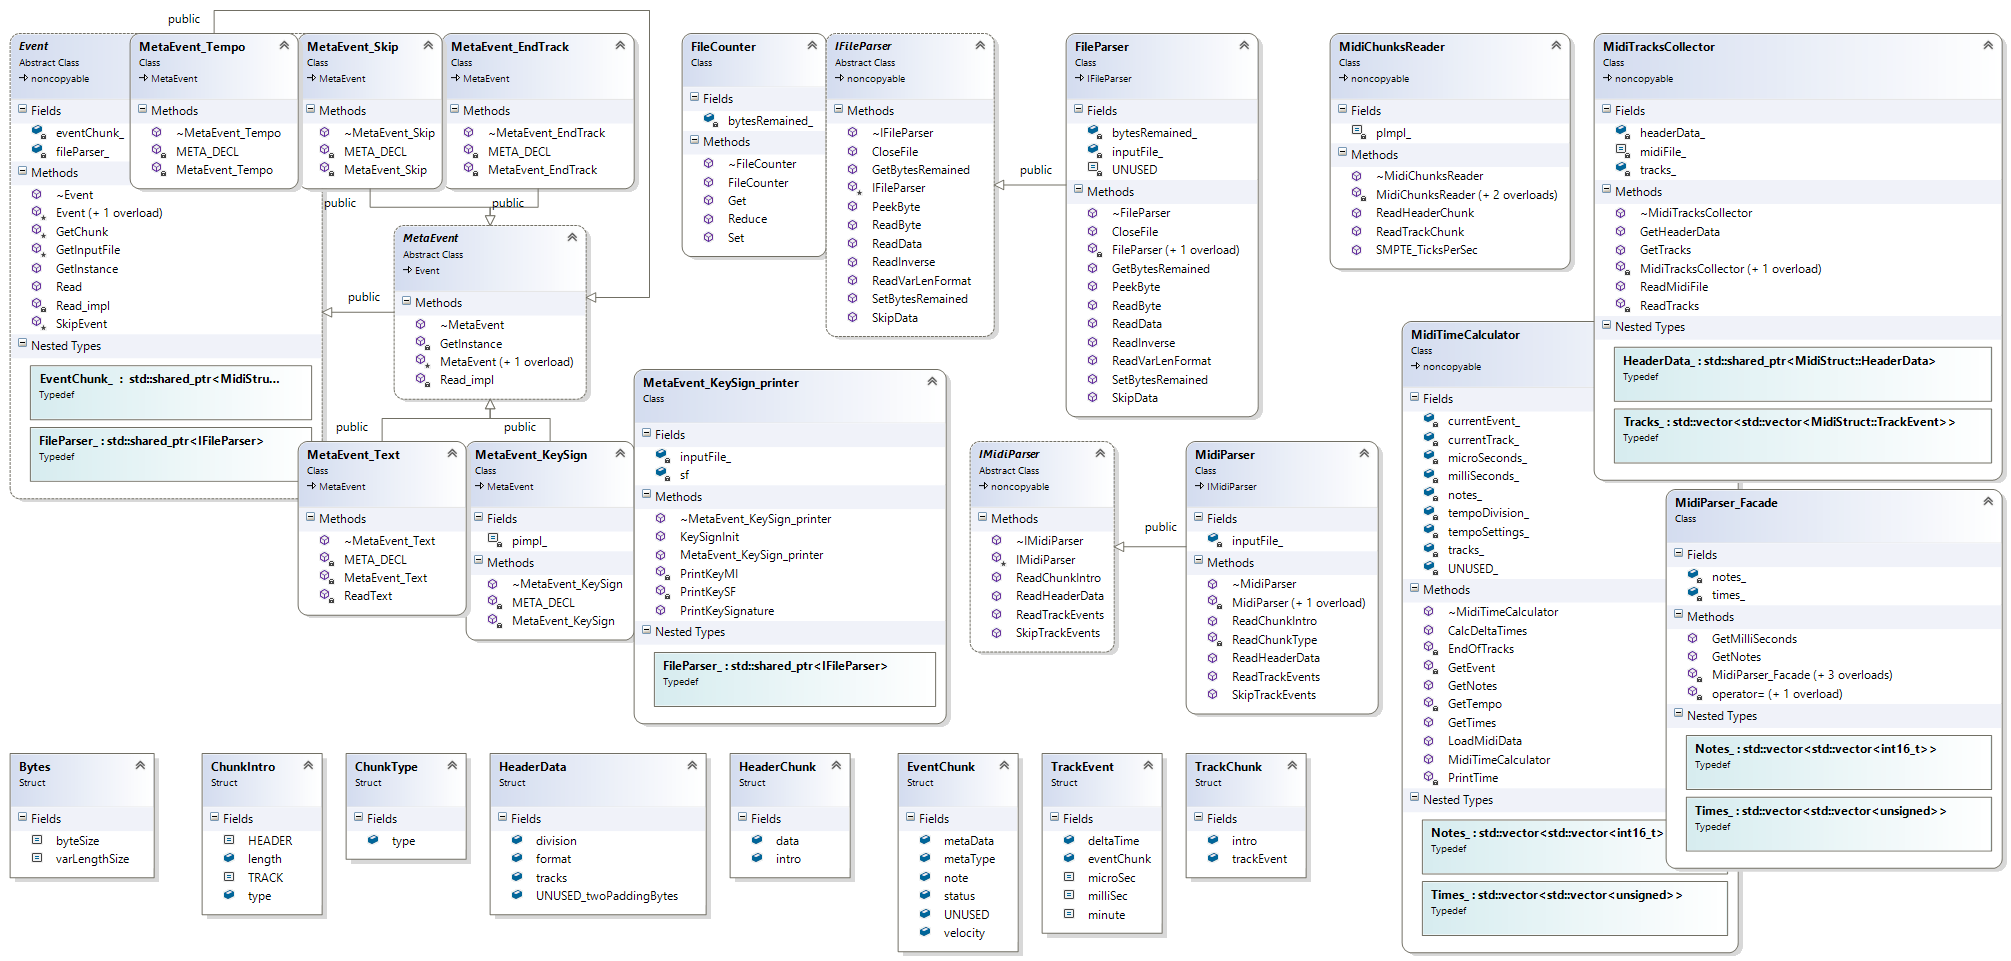 public
Event
Abstract Class
noncopyable
Fields
eventChunk_
fileParser_
Methods
~Event
Event (+ 1 overload)
GetChunk
GetInputFile
GetInstance
Read
Read_impl
SkipEvent
Nested Types
EventChunk_ : std::shared_ptr<MidiStru...
Typedef
FileParser_ : std::shared_ptr<IFileParser>
Typedef
MetaEvent_Tempo
Class
MetaEvent
Methods
~MetaEvent_Tempo
META_DECL
MetaEvent_Tempo
MetaEvent_Skip
Class
MetaEvent
Methods
~MetaEvent_Skip
META_DECL
MetaEvent_Skip
MetaEvent_EndTrack
Class
MetaEvent
Methods
~MetaEvent_EndTrack
META_DECL
MetaEvent_EndTrack
public
public
public
MetaEvent
Abstract Class
Event
Methods
~MetaEvent
GetInstance
MetaEvent (+ 1 overload)
Read_impl
public
public
MetaEvent_Text
Class
MetaEvent
Methods
~MetaEvent_Text
META_DECL
MetaEvent_Text
ReadText
MetaEvent_KeySign
Class
MetaEvent
Fields
pimpl_
Methods
~MetaEvent_KeySign
META_DECL
MetaEvent_KeySign
MetaEvent_KeySign_printer
Class
Fields
inputFile_
sf
Methods
~MetaEvent_KeySign_printer
KeySignInit
MetaEvent_KeySign_printer
PrintKeyMI
PrintKeySF
PrintKeySignature
Nested Types
FileParser_ : std::shared_ptr<IFileParser>
Typedef
FileCounter
Class
Fields
bytesRemained_
Methods
~FileCounter
FileCounter
Get
Reduce
Set
IFileParser
Abstract Class
noncopyable
Methods
~IFileParser
CloseFile
GetBytesRemained
IFileParser
PeekByte
ReadByte
ReadData
ReadInverse
ReadVarLenFormat
SetBytesRemained
SkipData
public
FileParser
Class
IFileParser
Fields
bytesRemained_
inputFile_
UNUSED
Methods
~FileParser
CloseFile
FileParser (+ 1 overload)
GetBytesRemained
PeekByte
ReadByte
ReadData
ReadInverse
ReadVarLenFormat
SetBytesRemained
SkipData
IMidiParser
Abstract Class
noncopyable
Methods
~IMidiParser
IMidiParser
ReadChunkIntro
ReadHeaderData
ReadTrackEvents
SkipTrackEvents
public
MidiParser
Class
IMidiParser
Fields
inputFile_
Methods
~MidiParser
MidiParser (+ 1 overload)
ReadChunkIntro
ReadChunkType
ReadHeaderData
ReadTrackEvents
SkipTrackEvents
MidiChunksReader
Class
noncopyable
Fields
pImpl_
Methods
~MidiChunksReader
MidiChunksReader (+ 2 overloads)
ReadHeaderChunk
ReadTrackChunk
SMPTE_TicksPerSec
MidiTracksCollector
Class
noncopyable
Fields
headerData_
midiFile_
tracks_
Methods
~MidiTracksCollector
GetHeaderData
GetTracks
MidiTracksCollector (+ 1 overload)
ReadMidiFile
ReadTracks
Nested Types
HeaderData_ : std::shared_ptr<MidiStruct::HeaderData>
Typedef
Tracks_ : std::vector<std::vector<MidiStruct::TrackEvent>>
Typedef
MidiTimeCalculator
Class
noncopyable
Fields
currentEvent_
currentTrack_
microSeconds_
milliSeconds_
notes_
tempoDivision_
tempoSettings_
tracks_
UNUSED_
Methods
~MidiTimeCalculator
CalcDeltaTimes
EndOfTracks
GetEvent
GetNotes
GetTempo
GetTimes
LoadMidiData
MidiTimeCalculator
PrintTime
Nested Types
Notes_ : std::vector<std::vector<int16_t>
Typedef
Times_ : std::vector<std::vector<unsigned>>
Typedef
MidiParser_Facade
Class
Fields
notes_
times_
Methods
GetMilliSeconds
GetNotes
MidiParser_Facade (+ 3 overloads)
operator= (+ 1 overload)
Nested Types
Notes_ : std::vector<std::vector<int16_t>>
Typedef
Times_ : std::vector<std::vector<unsigned>>
Typedef
Bytes
Struct
Fields
byteSize
varLengthSize
ChunkIntro
Struct
Fields
HEADER
length
TRACK
type
ChunkType
Struct
Fields
type
HeaderData
Struct
Fields
division
format
tracks
UNUSED_twoPaddingBytes
HeaderChunk
Struct
Fields
data
intro
EventChunk
Struct
Fields
metaData
metaType
note
status
UNUSED
velocity
TrackEvent
Struct
Fields
deltaTime
eventChunk
microSec
milliSec
minute
TrackChunk
Struct
Fields
intro
trackEvent